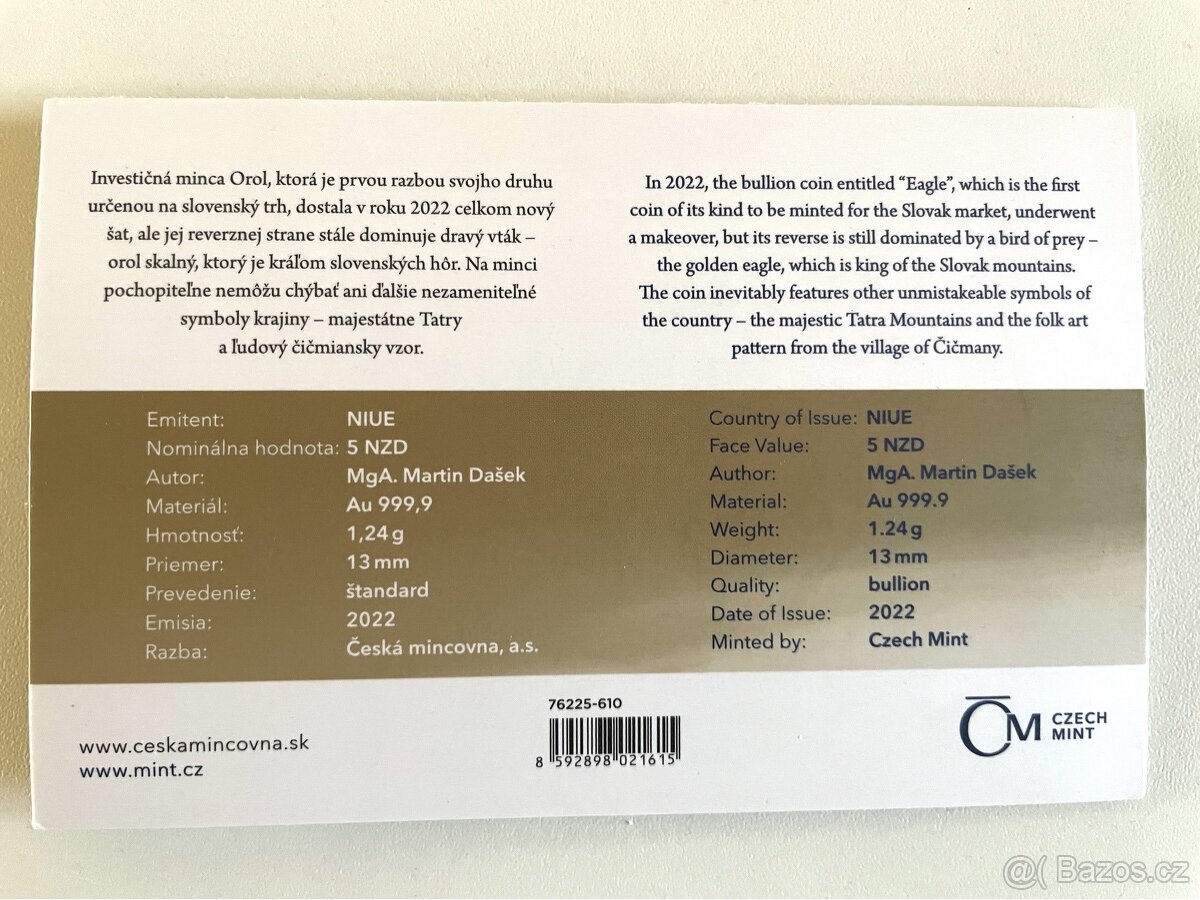 Investičná minca Orol, ktorá je prvou razbou svojho druhu
určenou na slovenský trh, dostala v roku 2022 celkom nový
šat, ale jej reverznej strane stále dominuje dravý vták –
orol skalný, ktorý je kráľom slovenských hôr. Na minci
pochopiteľne nemôžu chýbať ani ďalšie nezameniteľné
symboly krajiny – majestátne Tatry
a ľudový čičmiansky vzor.
In 2022, the bullion coin entitled “Eagle”, which is the first
coin of its kind to be minted for the Slovak market, underwent
a makeover, but its reverse is still dominated by a bird of prey –
the golden eagle, which is king of the Slovak mountains.
The coin inevitably features other unmistakeable symbols of
the country – the majestic Tatra Mountains and the folk art
pattern from the village of Čičmany.
Emitent: NIUE
Nominálna hodnota: 5 NZD
Autor: MgA. Martin Dašek
Materiál: Au 999,9
Hmotnosť: 1,24 g
Priemer: 13 mm
Prevedenie: štandard
Emisia: 2022
Razba: Česká mincovna, a.s.
Country of Issue: NIUE
Face Value: 5 NZD
Author: MgA. Martin Dašek
Material: Au 999.9
Weight: 1.24 g
Diameter: 13 mm
Quality: bullion
Date of Issue: 2022
Minted by: Czech Mint
www.ceskamincovna.sk
www.mint.cz
76225-610
8 592898 021615
ČM CZECH
MINT
@( Bazos.cz